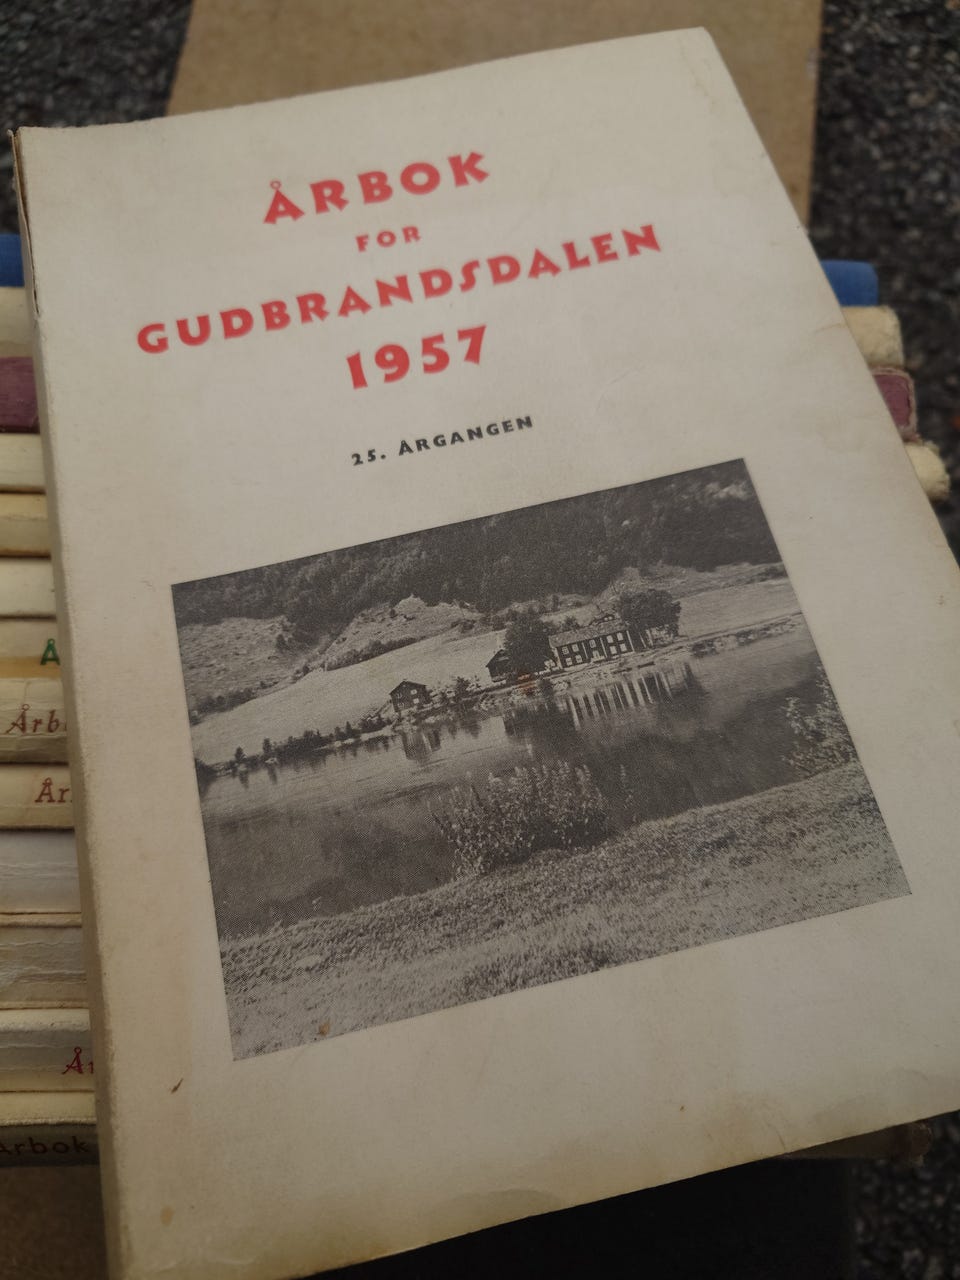 ÅRBOK
FOR
GUDBRANDSDALEN
1957
25. ÅRGANGEN
Årbok